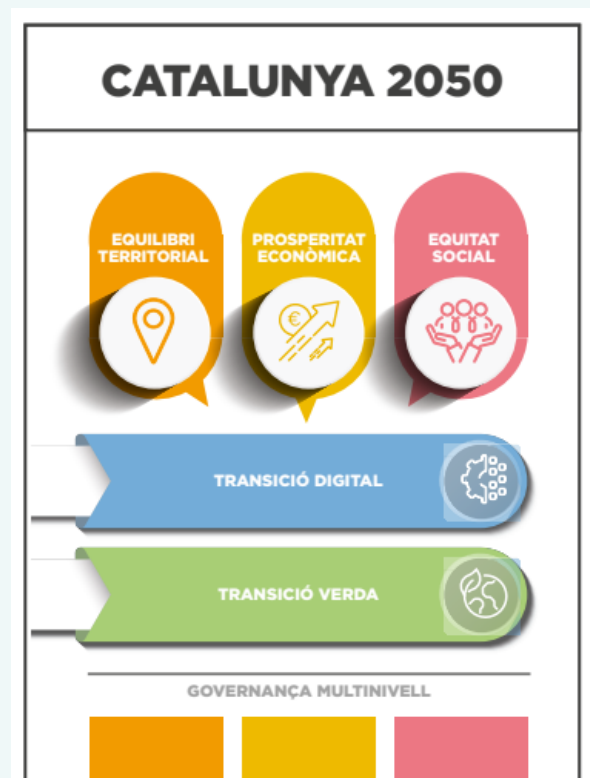 CATALUNYA 2050
EQUILIBRI
TERRITORIAL
PROSPERITAT
ECONÒMICA
EQUITAT
SOCIAL
€
TRANSICIÓ DIGITAL
TRANSICIÓ VERDA
GOVERNANÇA MULTINIVELL